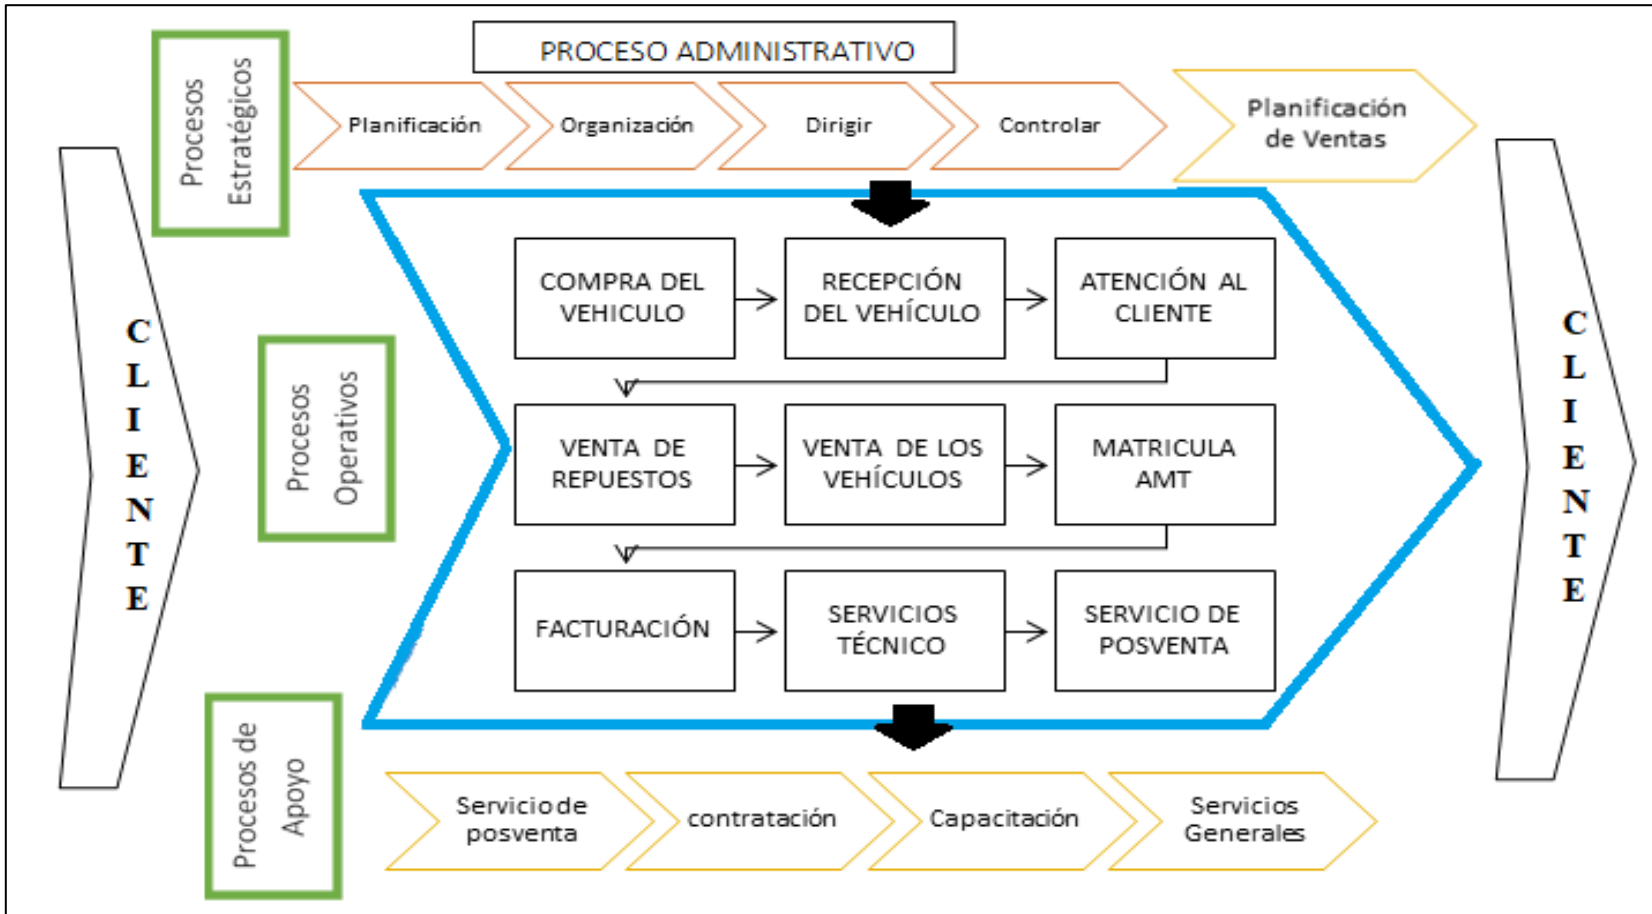 PROCESO ADMINISTRATIVO
Procesos
Estratégicos
Planificación
Organización
Dirigir
Controlar
Planificación
de Ventas
CLIENTE
Procesos
Operativos
COMPRA DEL
VEHICULO
RECEPCIÓN
DEL VEHÍCULO
ATENCIÓN AL
CLIENTE
VENTA DE
REPUESTOS
VENTA DE LOS
VEHÍCULOS
MATRICULA
AMT
FACTURACIÓN
SERVICIOS
TÉCNICO
SERVICIO DE
POSVENTA
CLIENTE
Procesos de
Apoyo
Servicio de
posventa
contratación
Capacitación
Servicios
Generales